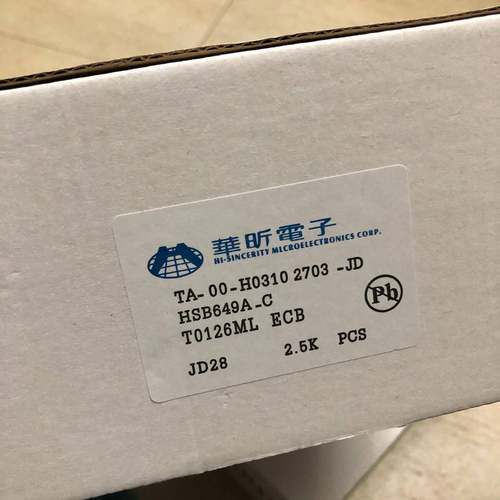 華昕電子
HI-SINCERITY MICROELECTRONICS CORP.
TA-00-H0310 2703 -JD
HSB649A-C
Pb
T0126ML ECB
JD28 2.5K PCS